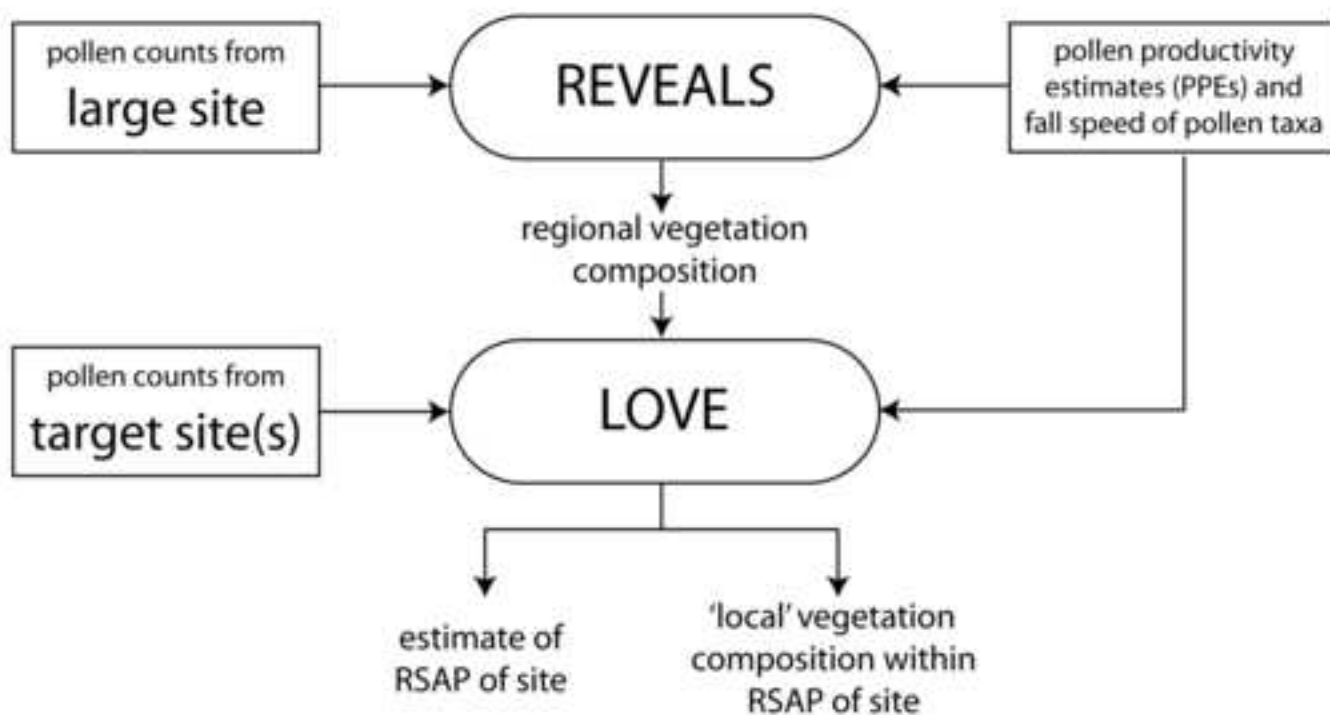 pollen counts from
large site
REVEALS
pollen productivity
estimates (PPEs) and
fall speed of pollen taxa
regional vegetation
composition
pollen counts from
target site(s)
LOVE
estimate of
RSAP of site
‘local’ vegetation
composition within
RSAP of site